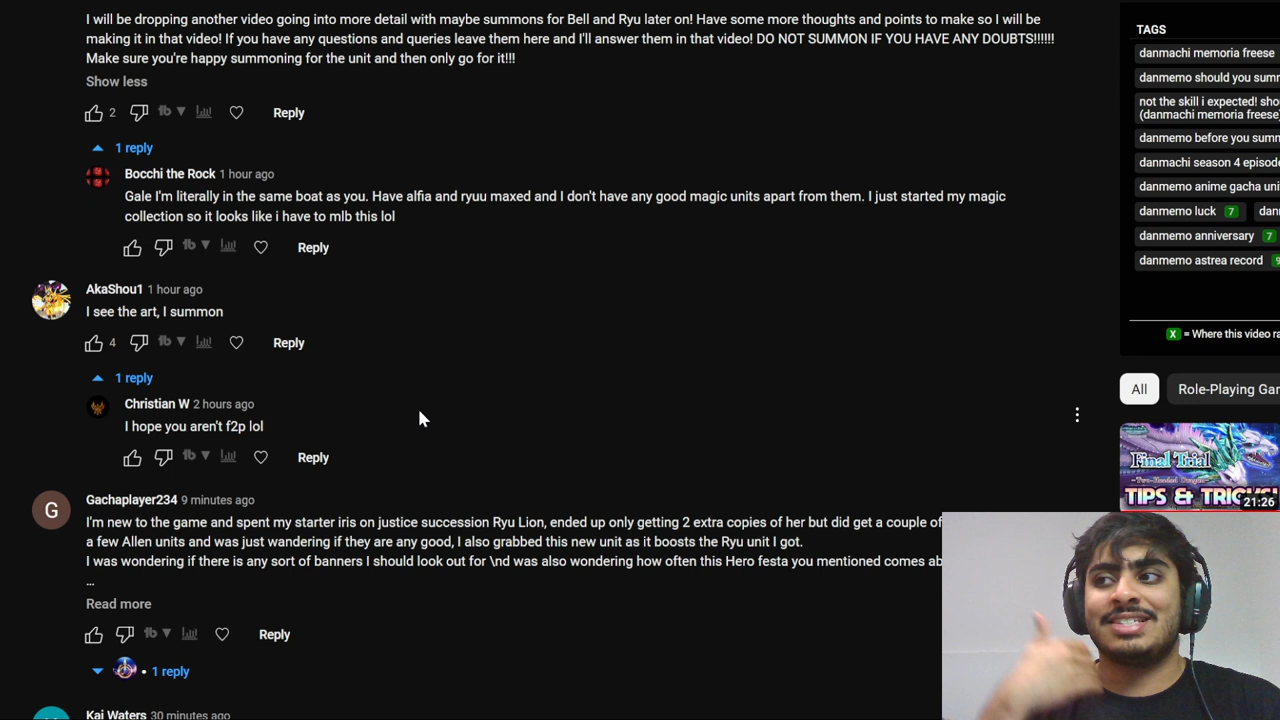 I will be dropping another video going into more detail with maybe summons for Bell and Ryu later on! Have some more thoughts and points to make so I will be
making it in that video! If you have any questions and queries leave them here and I'll answer them in that video! DO NOT SUMMON IF YOU HAVE ANY DOUBTS!!!!!!
Make sure you're happy summoning for the unit and then only go for it!!!
Show less
2
Reply
1 reply
Bocchi the Rock 1 hour ago
Gale I'm literally in the same boat as you. Have alfia and ryuu maxed and I don't have any good magic units apart from them. I just started my magic
collection so it looks like i have to mlb this lol
Reply
AkaShou1 1 hour ago
I see the art, I summon
4
Reply
1 reply
Christian W 2 hours ago
I hope you aren't f2p lol
Reply
G
Gachaplayer234 9 minutes ago
I'm new to the game and spent my starter iris on justice succession Ryu Lion, ended up only getting 2 extra copies of her but did get a couple of
a few Allen units and was just wandering if they are any good, I also grabbed this new unit as it boosts the Ryu unit I got.
I was wondering if there is any sort of banners I should look out for \nd was also wondering how often this Hero festa you mentioned comes ab
...
Read more
Reply
1 reply
Kai Waters 30 minutes ago
TAGS
danmachi memoria freese
danmemo should you sum
not the skill i expected! sho
(danmachi memoria freese
danmemo before you summ
danmachi season 4 episod
danmemo anime gacha uni
danmemo luck 7 dan
danmemo anniversary 7
danmemo astrea record 9
X = Where this video ra
All
Role-Playing Gar
Final Trial
~Two-Headed Dragon~
TIPS & TRICKS!
21:26